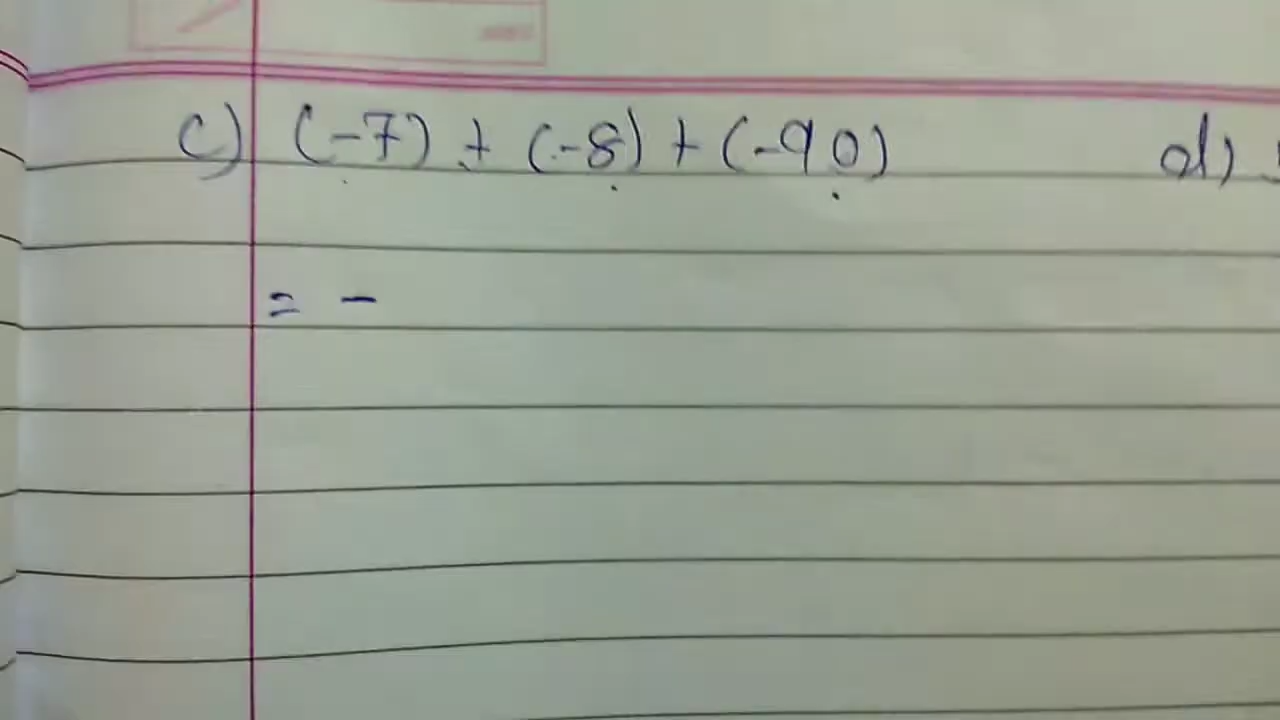 c) (-7) + (-8) + (-90) d)
= -